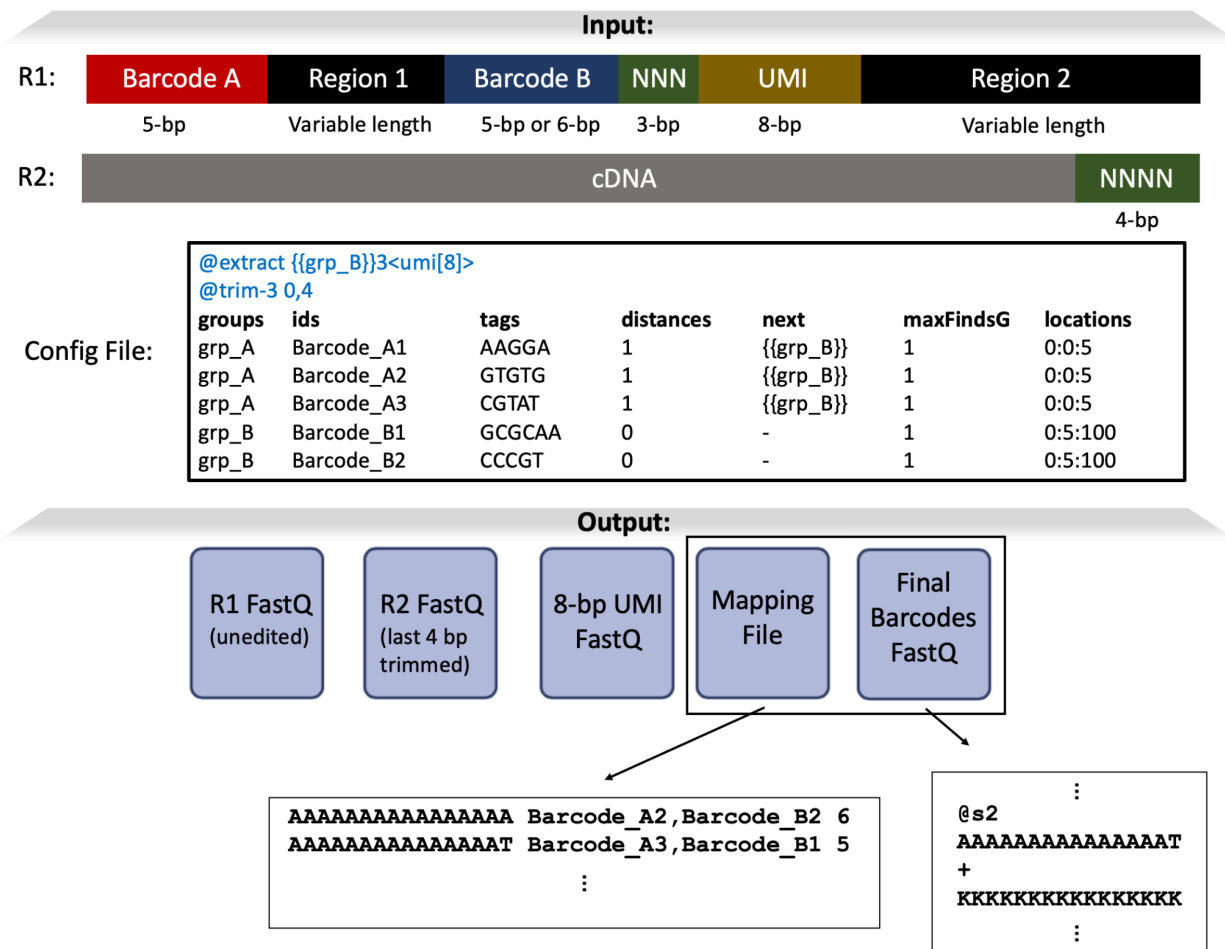 Input:
R1: Barcode A Region 1 Barcode B NNN UMI Region 2
5-bp Variable length 5-bp or 6-bp 3-bp 8-bp Variable length
R2: cDNA NNNN
4-bp
Config File:
@extract {{grp_B}}3<umi[8]>
@trim-3 0,4
groups ids tags distances next maxFindsG locations
grp_A Barcode_A1 AAGGA 1 {{grp_B}} 1 0:0:5
grp_A Barcode_A2 GTGTG 1 {{grp_B}} 1 0:0:5
grp_A Barcode_A3 CGTAT 1 {{grp_B}} 1 0:0:5
grp_B Barcode_B1 GCGCAA 0 - 1 0:5:100
grp_B Barcode_B2 CCCGT 0 - 1 0:5:100
Output:
R1 FastQ
(unedited)
R2 FastQ
(last 4 bp
trimmed)
8-bp UMI
FastQ
Mapping
File
Final
Barcodes
FastQ
AAAAAAAAAAAAAAAA Barcode_A2,Barcode_B2 6
AAAAAAAAAAAAAAAT Barcode_A3,Barcode_B1 5
⋮
⋮
@s2
AAAAAAAAAAAAAAAT
+
KKKKKKKKKKKKKKKK
⋮